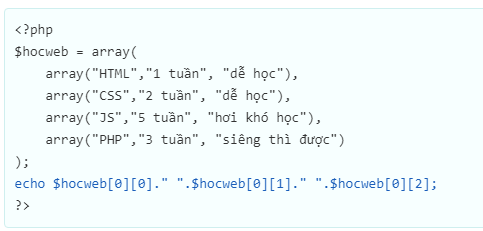 <?php
$hocweb = array(
    array("HTML","1 tuần", "dễ học"),
    array("CSS","2 tuần", "dễ học"),
    array("JS","5 tuần", "hơi khó học"),
    array("PHP","3 tuần", "siêng thì được")
);
echo $hocweb[0][0]." ".$hocweb[0][1]." ".$hocweb[0][2];
?>